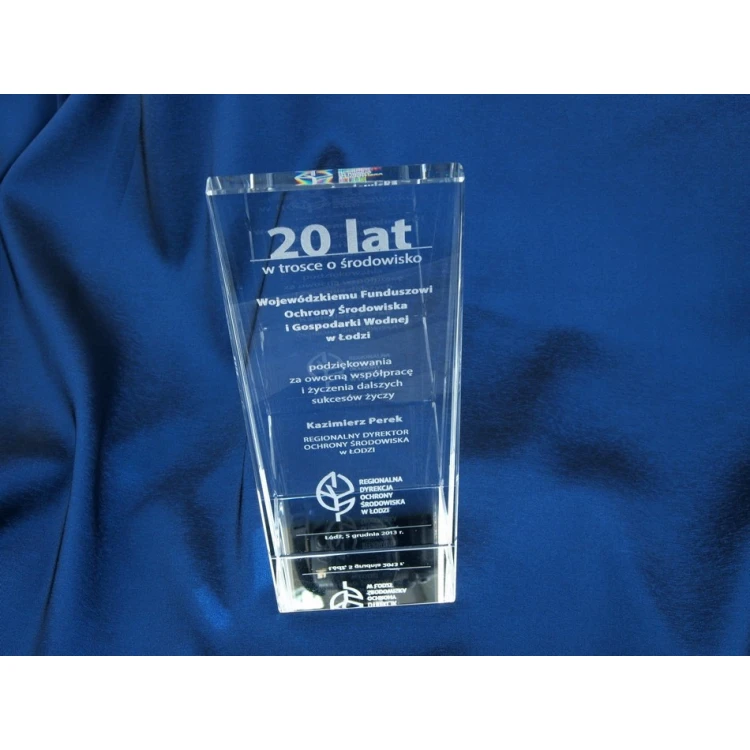 20 lat
w trosce o środowisko
Wojewódzkiemu Funduszowi
Ochrony Środowiska
i Gospodarki Wodnej
w Łodzi
podziękowania
za owocną współpracę
i życzenia dalszych
sukcesów życzy
Kazimierz Perek
REGIONALNY DYREKTOR
OCHRONY ŚRODOWISKA
w ŁODZI
REGIONALNA
DYREKCJA
OCHRONY
ŚRODOWISKA
W ŁODZI
Łódź, 5 grudnia 2013 r.